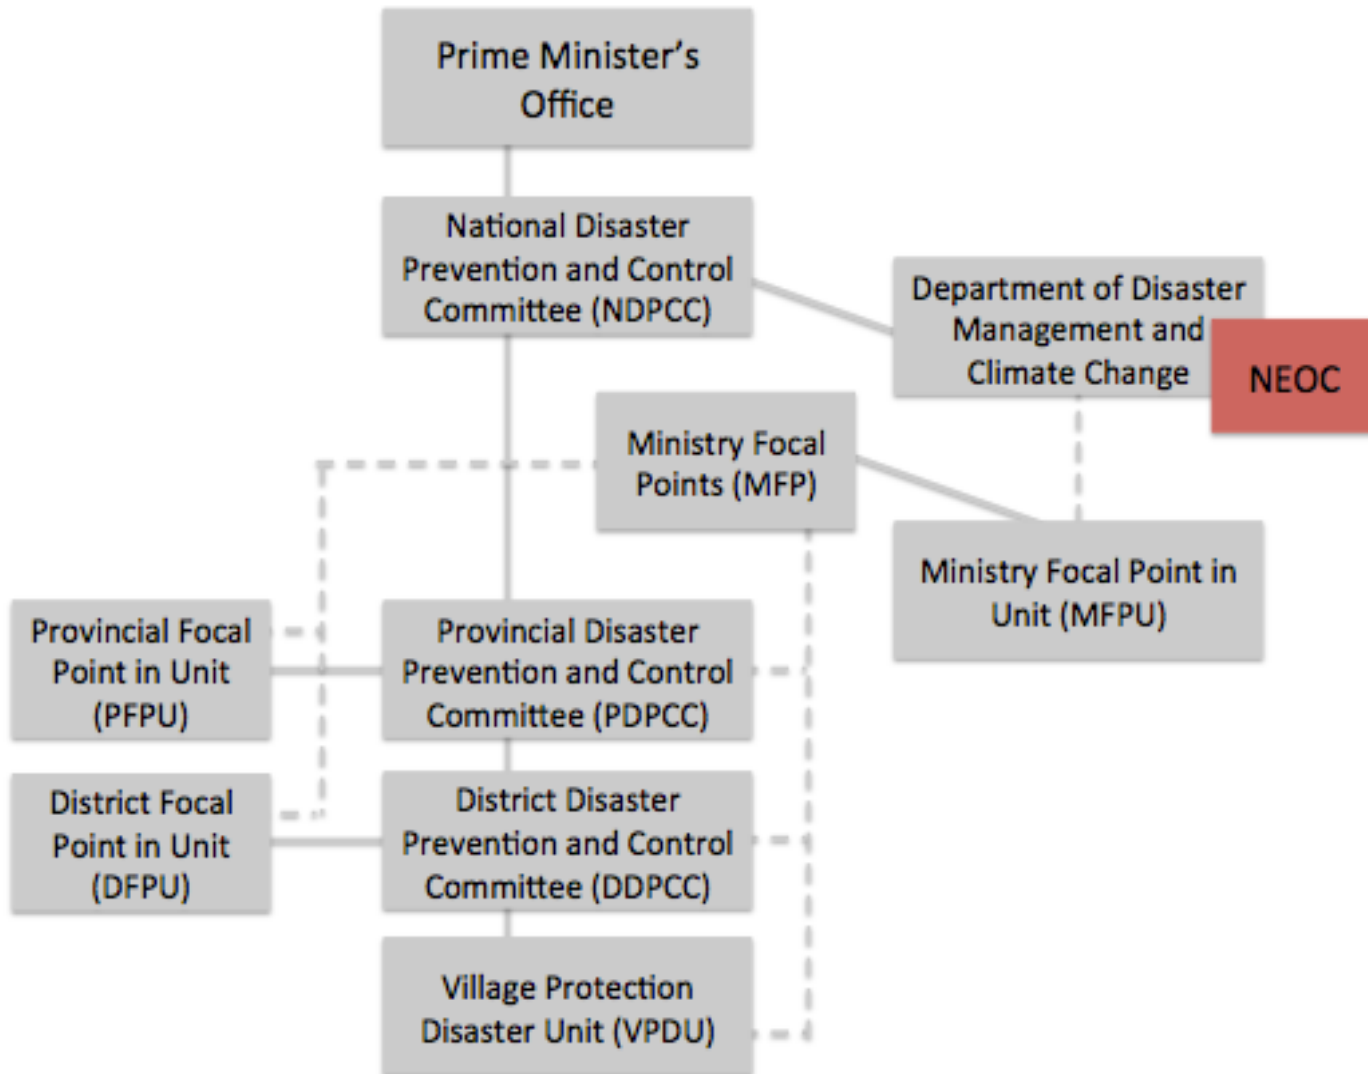 Prime Minister’s
Office
National Disaster
Prevention and Control
Committee (NDPCC)
Department of Disaster
Management and
Climate Change
NEOC
Ministry Focal
Points (MFP)
Ministry Focal Point in
Unit (MFPU)
Provincial Focal
Point in Unit
(PFPU)
Provincial Disaster
Prevention and Control
Committee (PDPCC)
District Focal
Point in Unit
(DFPU)
District Disaster
Prevention and Control
Committee (DDPCC)
Village Protection
Disaster Unit (VPDU)